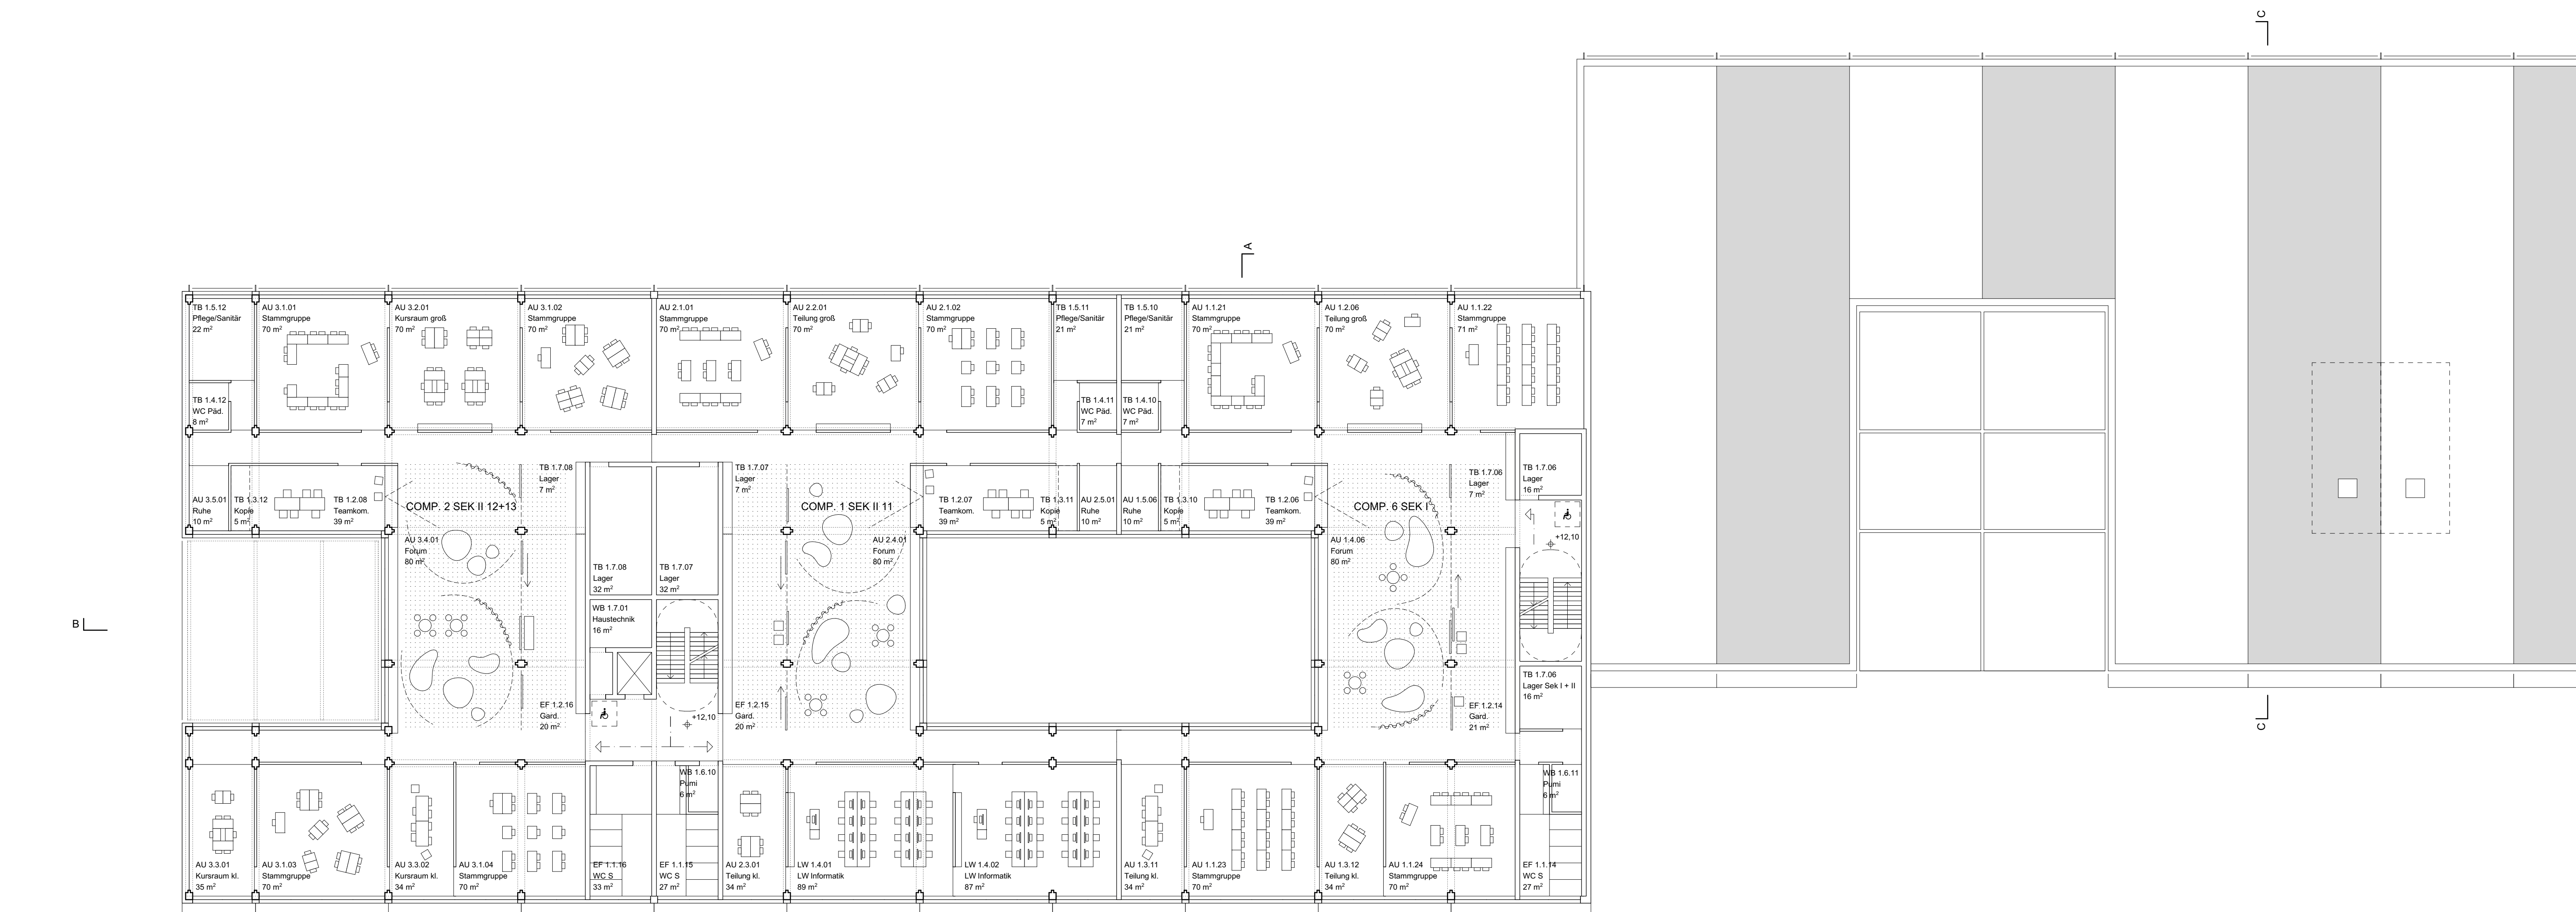 C
A
TB 1.5.12
Pflege/Sanitär
22 m²
AU 3.1.01
Stammgruppe
70 m²
AU 3.2.01
Kursraum groß
70 m²
AU 3.1.02
Stammgruppe
70 m²
AU 2.1.01
Stammgruppe
70 m²
AU 2.2.01
Teilung groß
70 m²
AU 2.1.02
Stammgruppe
70 m²
TB 1.5.11
Pflege/Sanitär
21 m²
TB 1.5.10
Pflege/Sanitär
21 m²
AU 1.1.21
Stammgruppe
70 m²
AU 1.2.06
Teilung groß
70 m²
AU 1.1.22
Stammgruppe
71 m²
TB 1.4.12
WC Päd.
8 m²
TB 1.4.11
WC Päd.
7 m²
TB 1.4.10
WC Päd.
7 m²
AU 3.5.01
Ruhe
10 m²
TB 1.3.12
Kopie
5 m²
TB 1.2.08
Teamkom.
39 m²
COMP. 2 SEK II 12+13
TB 1.7.08
Lager
7 m²
TB 1.7.07
Lager
7 m²
COMP. 1 SEK II 11
TB 1.2.07
Teamkom.
39 m²
TB 1.3.11
Kopie
5 m²
AU 2.5.01
Ruhe
10 m²
AU 1.5.06
Ruhe
10 m²
TB 1.3.10
Kopie
5 m²
TB 1.2.06
Teamkom.
39 m²
COMP. 6 SEK I
TB 1.7.06
Lager
7 m²
TB 1.7.06
Lager
16 m²
AU 3.4.01
Forum
80 m²
TB 1.7.08
Lager
32 m²
TB 1.7.07
Lager
32 m²
AU 2.4.01
Forum
80 m²
AU 1.4.06
Forum
80 m²
+12,10
B
WB 1.7.01
Haustechnik
16 m²
TB 1.7.06
Lager Sek I + II
16 m²
EF 1.2.16
Gard.
20 m²
+12,10
EF 1.2.15
Gard.
20 m²
EF 1.2.14
Gard.
21 m²
C
WB 1.6.10
Pumi
6 m²
WB 1.6.11
Pumi
6 m²
AU 3.3.01
Kursraum kl.
35 m²
AU 3.1.03
Stammgruppe
70 m²
AU 3.3.02
Kursraum kl.
34 m²
AU 3.1.04
Stammgruppe
70 m²
EF 1.1.16
WC S
33 m²
EF 1.1.15
WC S
27 m²
AU 2.3.01
Teilung kl.
34 m²
LW 1.4.01
LW Informatik
89 m²
LW 1.4.02
LW Informatik
87 m²
AU 1.3.11
Teilung kl.
34 m²
AU 1.1.23
Stammgruppe
70 m²
AU 1.3.12
Teilung kl.
34 m²
AU 1.1.24
Stammgruppe
70 m²
EF 1.1.14
WC S
27 m²